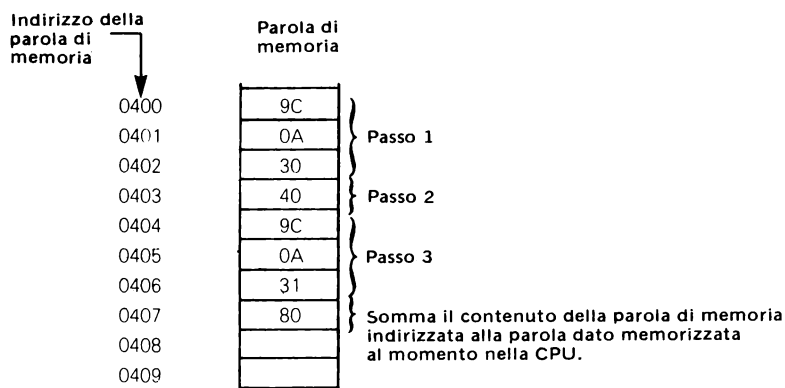 Indirizzo della
parola di
memoria
Parola di
memoria
0400 9C
0401 0A Passo 1
0402 30
0403 40 Passo 2
0404 9C
0405 0A Passo 3
0406 31
0407 80 Somma il contenuto della parola di memoria
indirizzata alla parola dato memorizzata
0408 al momento nella CPU.
0409